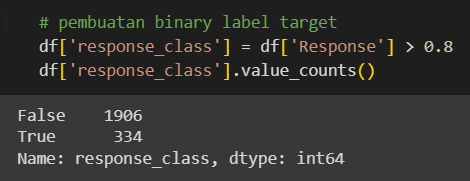 # pembuatan binary label target
df['response_class'] = df['Response'] > 0.8
df['response_class'].value_counts()
False    1906
True      334
Name: response_class, dtype: int64